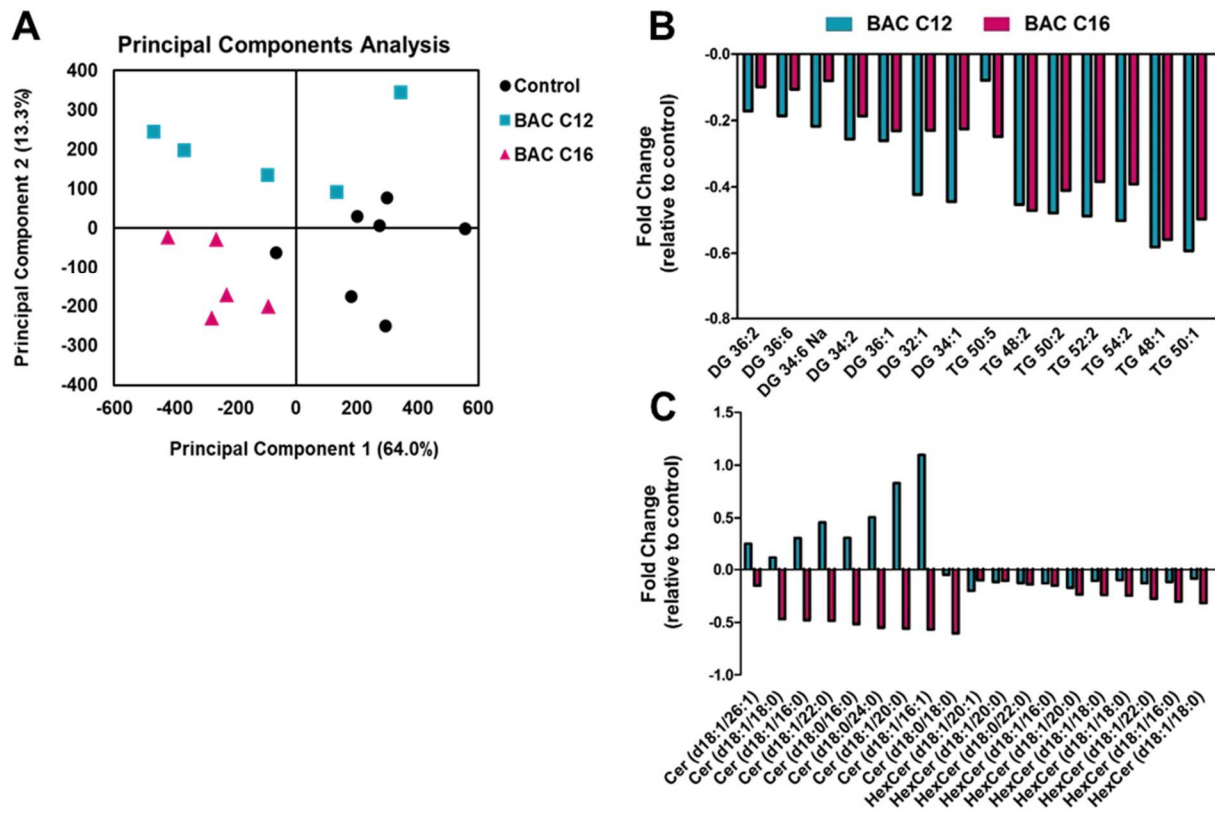 A
Principal Components Analysis
400
300
200
100
0
-100
-200
-300
-400
Principal Component 2 (13.3%)
-600 -400 -200 0 200 400 600
Principal Component 1 (64.0%)
Control
BAC C12
BAC C16
B
BAC C12 BAC C16
-0.0
-0.2
-0.4
-0.6
-0.8
Fold Change
(relative to control)
DG 36:2
DG 36:6
DG 34:6 Na
DG 34:2
DG 36:1
DG 32:1
DG 34:1
TG 50:5
TG 48:2
TG 50:2
TG 52:2
TG 54:2
TG 48:1
TG 50:1
C
1.5
1.0
0.5
0.0
-0.5
-1.0
Fold Change
(relative to control)
Cer (d18:1/26:1)
Cer (d18:1/18:0)
Cer (d18:1/16:0)
Cer (d18:1/22:0)
Cer (d18:0/16:0)
Cer (d18:0/24:0)
Cer (d18:1/20:0)
Cer (d18:1/16:1)
Cer (d18:0/18:0)
HexCer (d18:1/20:1)
HexCer (d18:1/20:0)
HexCer (d18:0/22:0)
HexCer (d18:1/16:0)
HexCer (d18:1/20:0)
HexCer (d18:1/18:0)
HexCer (d18:1/18:0)
HexCer (d18:1/22:0)
HexCer (d18:1/16:0)
HexCer (d18:1/18:0)